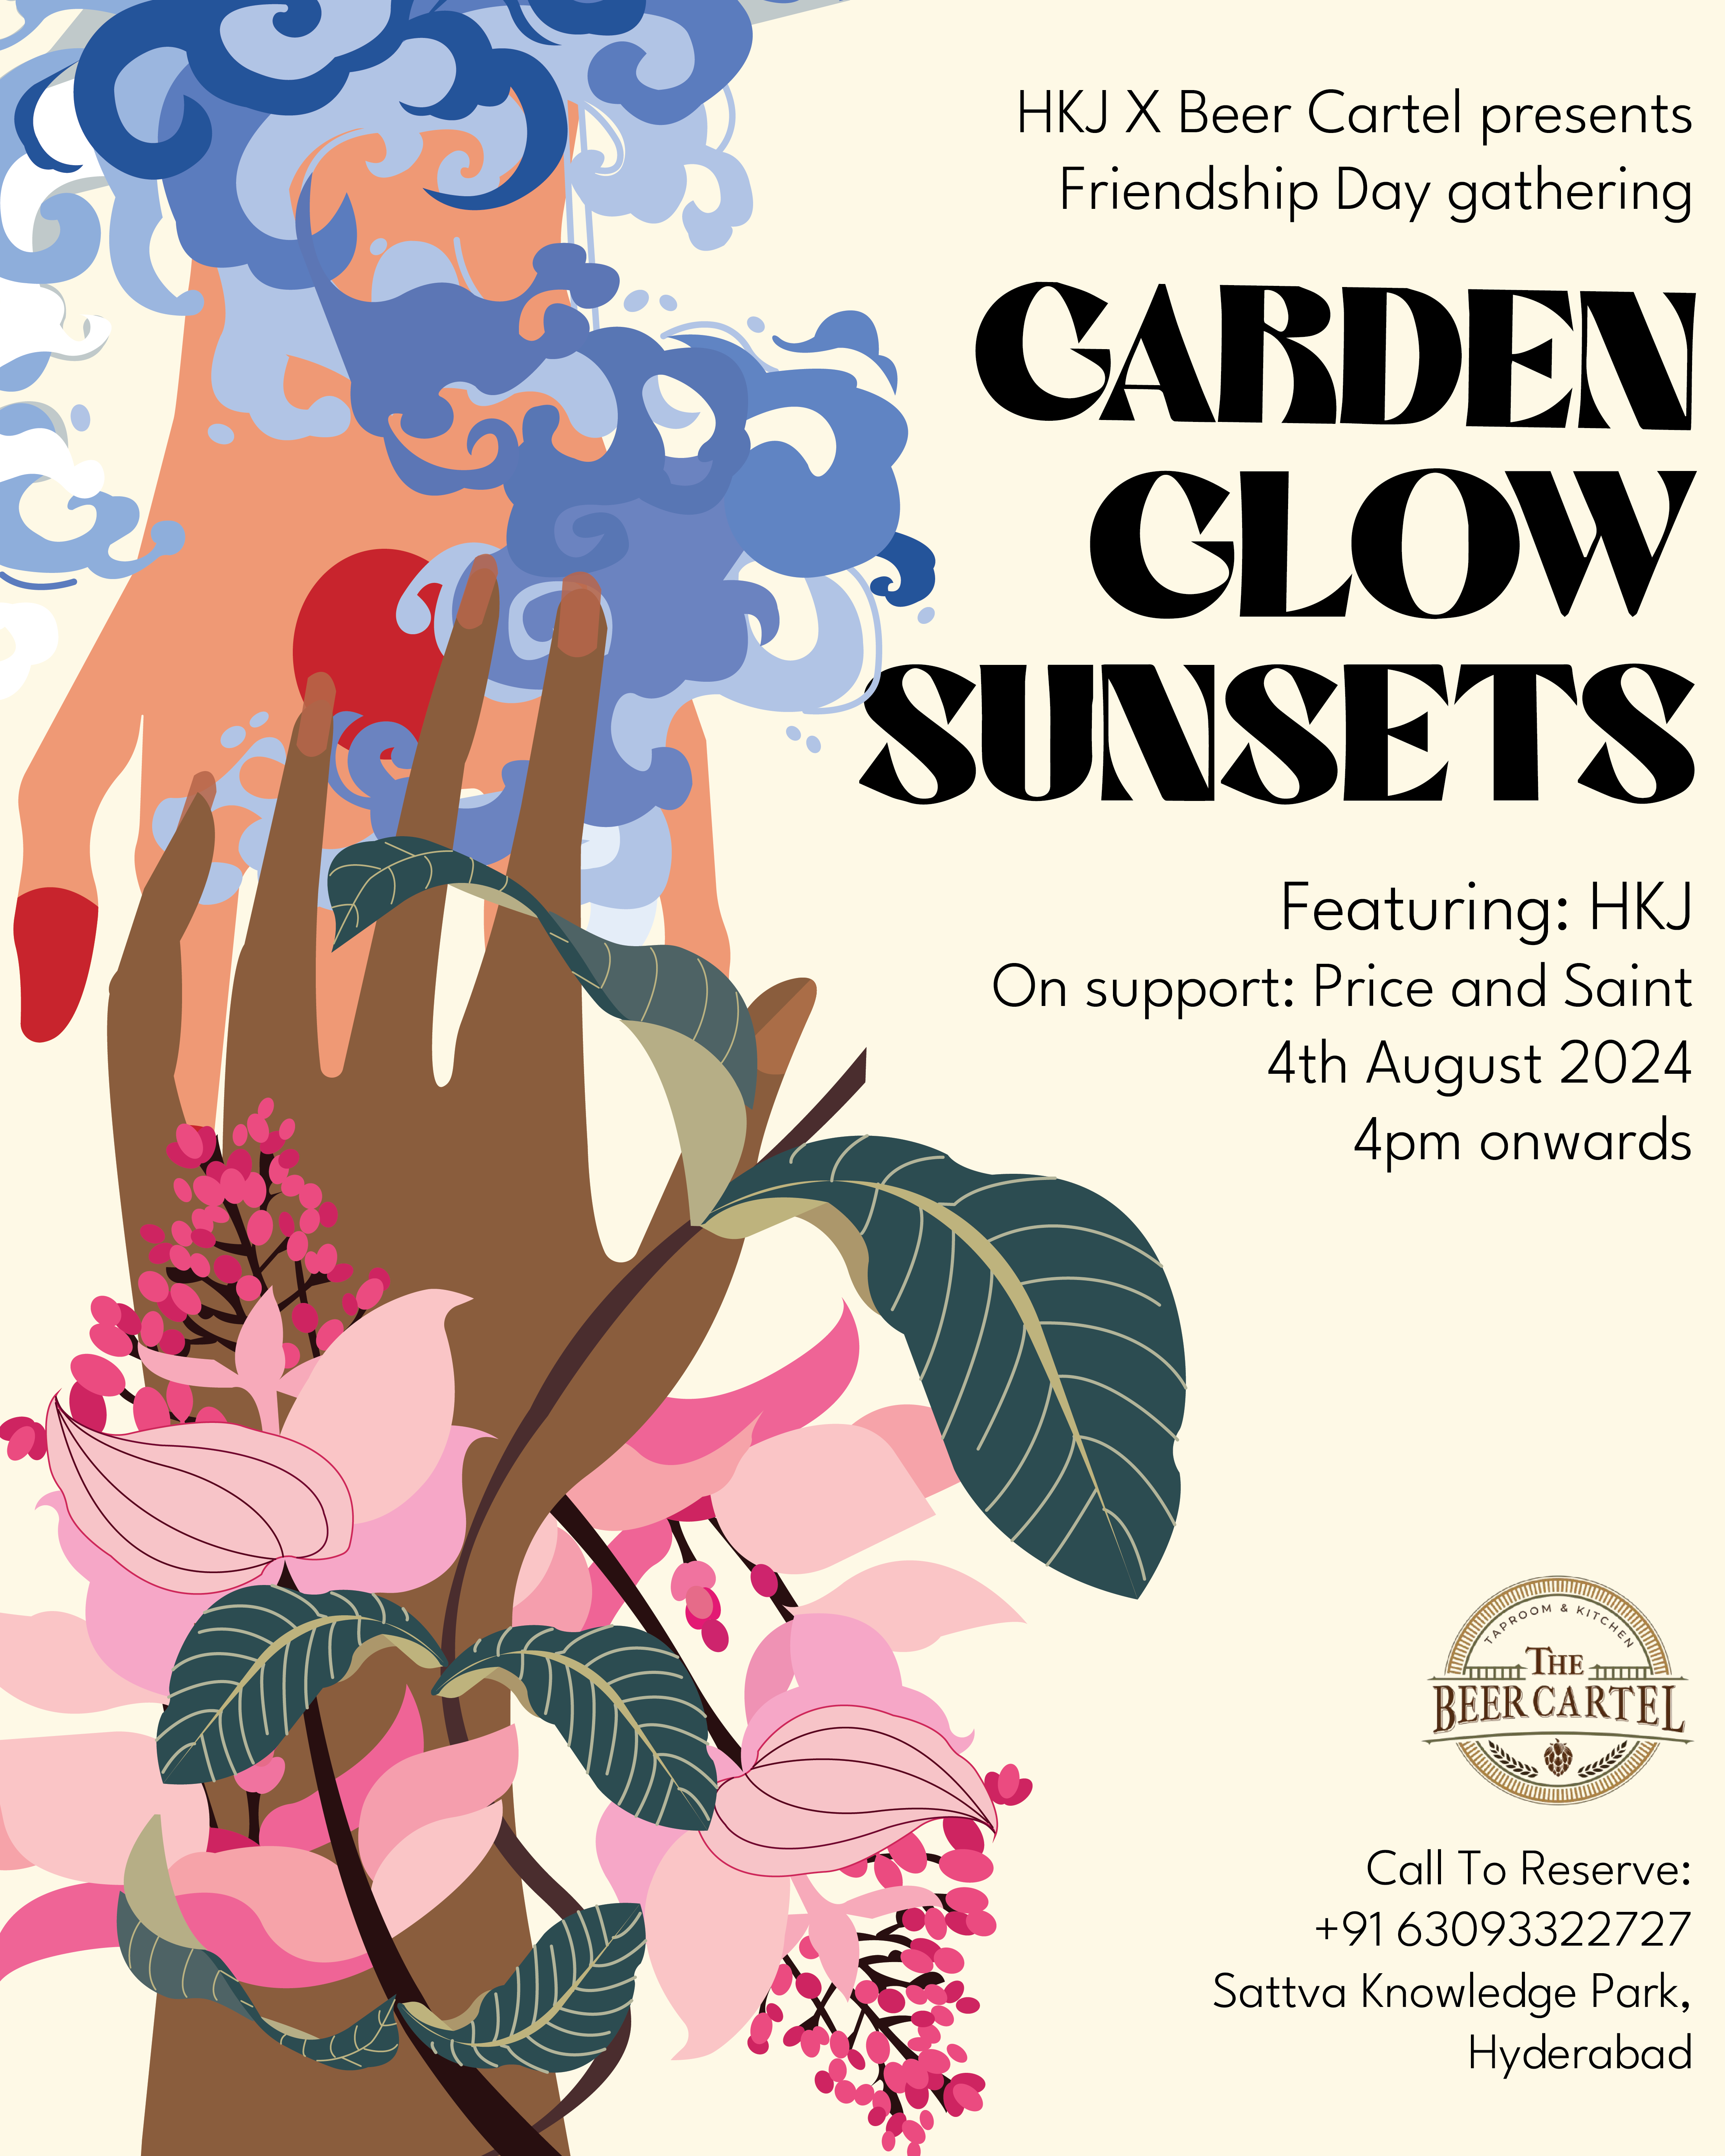 HKJ X Beer Cartel presents
Friendship Day gathering
GARDEN
GLOW
SUNSETS
Featuring: HKJ
On support: Price and Saint
4th August 2024
4pm onwards
TAPROOM & KITCHEN
THE
BEER CARTEL
Call To Reserve:
+91 63093322727
Sattva Knowledge Park,
Hyderabad